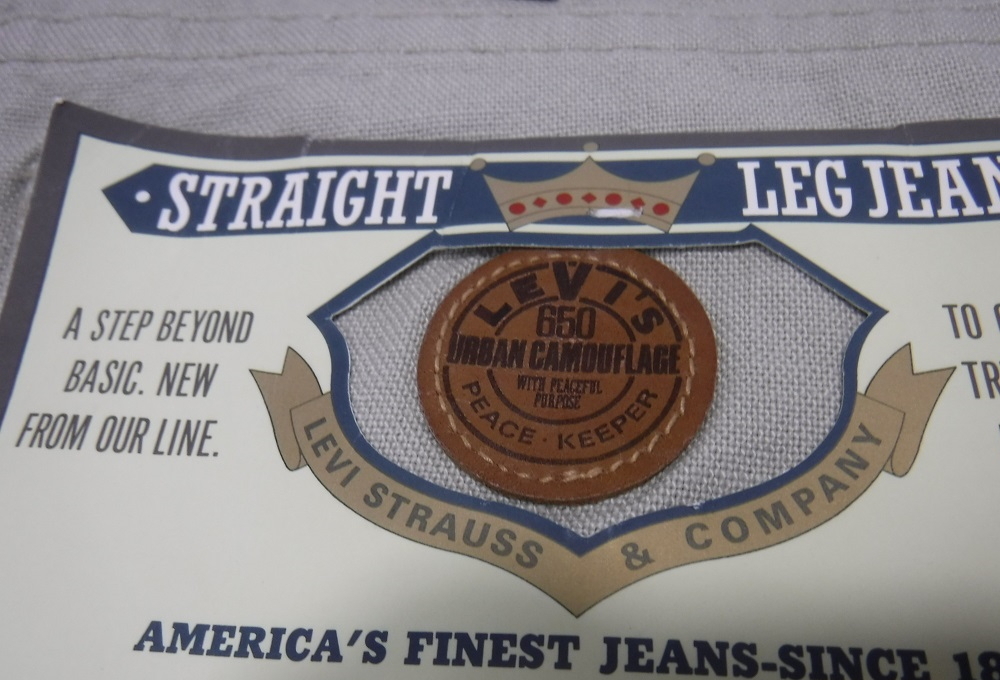 STRAIGHT LEG JEAN
A STEP BEYOND
BASIC. NEW
FROM OUR LINE.
LEVI'S
650
URBAN CAMOUFLAGE
WITH PEACEFUL
PURPOSE
PEACE · KEEPER
LEVI STRAUSS & COMPANY
TO
TR
AMERICA'S FINEST JEANS-SINCE 18